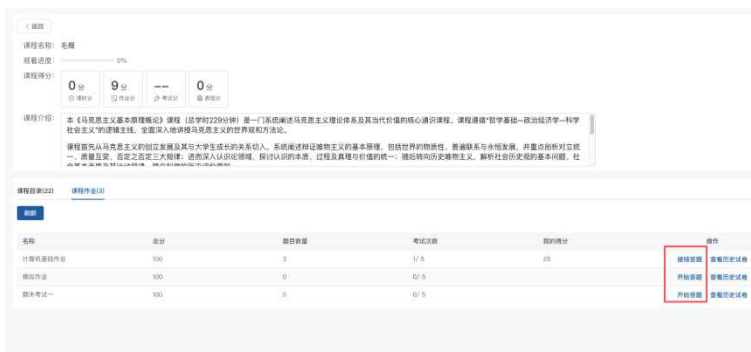 < 返回
课程名称: 毛概
观看进度: 0%
课程得分:
0分 9分 -- 0分
课时分 作业分 考试分 表现分
课程介绍: 本《马克思主义基本原理概论》课程（总学时229分钟）是一门系统阐述马克思主义理论体系及其当代价值的核心通识课程。课程遵循“哲学基础—政治经济学—科学
社会主义”的逻辑主线，全面深入地讲授马克思主义的世界观和方法论。
课程首先从马克思主义的创立发展及其与大学生成长的关系切入，系统阐述辩证唯物主义的基本原理，包括世界的物质性、普遍联系与永恒发展，并重点剖析对立统
一、质量互变、否定之否定三大规律；进而深入认识论领域，探讨认识的本质、过程及真理与价值的统一；随后转向历史唯物主义，解析社会历史观的基本问题、社
课程目录(22) 课程作业(3)
刷新
名称 总分 题目数量 考试次数 我的得分 操作
计算机基础作业 100 3 1/ 5 25 继续答题 查看历史试卷
模拟作业 100 0 0/ 5 开始答题 查看历史试卷
期末考试一 100 0 0/ 5 开始答题 查看历史试卷